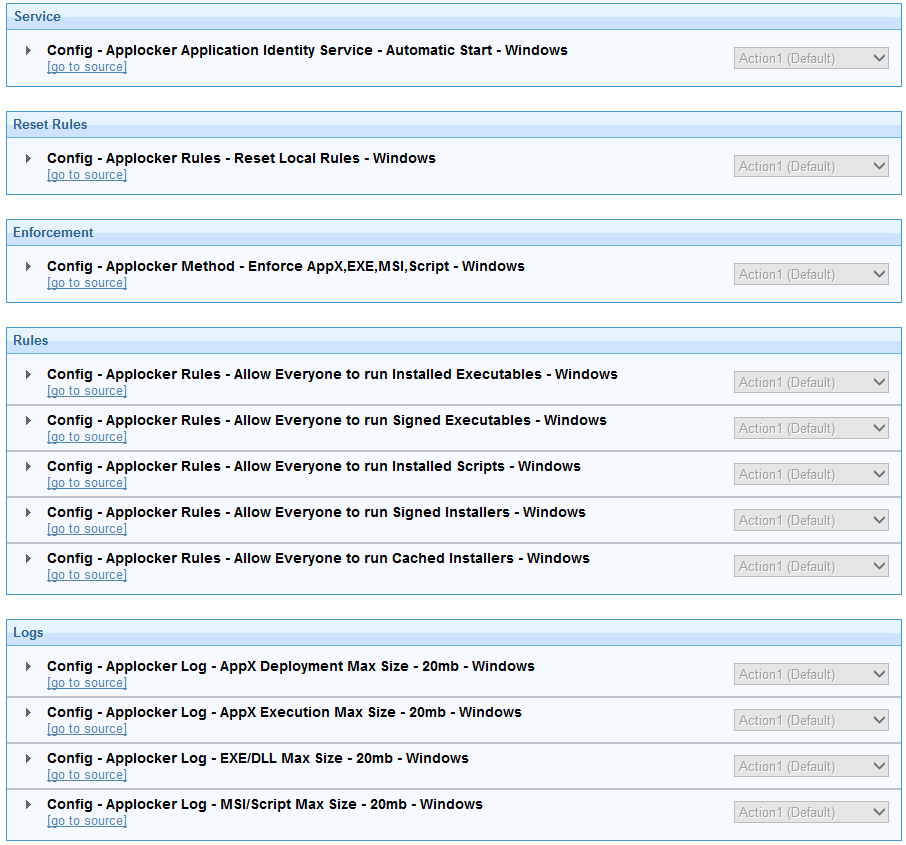 Service
Config - Applocker Application Identity Service - Automatic Start - Windows
[go to source]
Action1 (Default)
Reset Rules
Config - Applocker Rules - Reset Local Rules - Windows
[go to source]
Action1 (Default)
Enforcement
Config - Applocker Method - Enforce AppX,EXE,MSI,Script - Windows
[go to source]
Action1 (Default)
Rules
Config - Applocker Rules - Allow Everyone to run Installed Executables - Windows
[go to source]
Action1 (Default)
Config - Applocker Rules - Allow Everyone to run Signed Executables - Windows
[go to source]
Action1 (Default)
Config - Applocker Rules - Allow Everyone to run Installed Scripts - Windows
[go to source]
Action1 (Default)
Config - Applocker Rules - Allow Everyone to run Signed Installers - Windows
[go to source]
Action1 (Default)
Config - Applocker Rules - Allow Everyone to run Cached Installers - Windows
[go to source]
Action1 (Default)
Logs
Config - Applocker Log - AppX Deployment Max Size - 20mb - Windows
[go to source]
Action1 (Default)
Config - Applocker Log - AppX Execution Max Size - 20mb - Windows
[go to source]
Action1 (Default)
Config - Applocker Log - EXE/DLL Max Size - 20mb - Windows
[go to source]
Action1 (Default)
Config - Applocker Log - MSI/Script Max Size - 20mb - Windows
[go to source]
Action1 (Default)